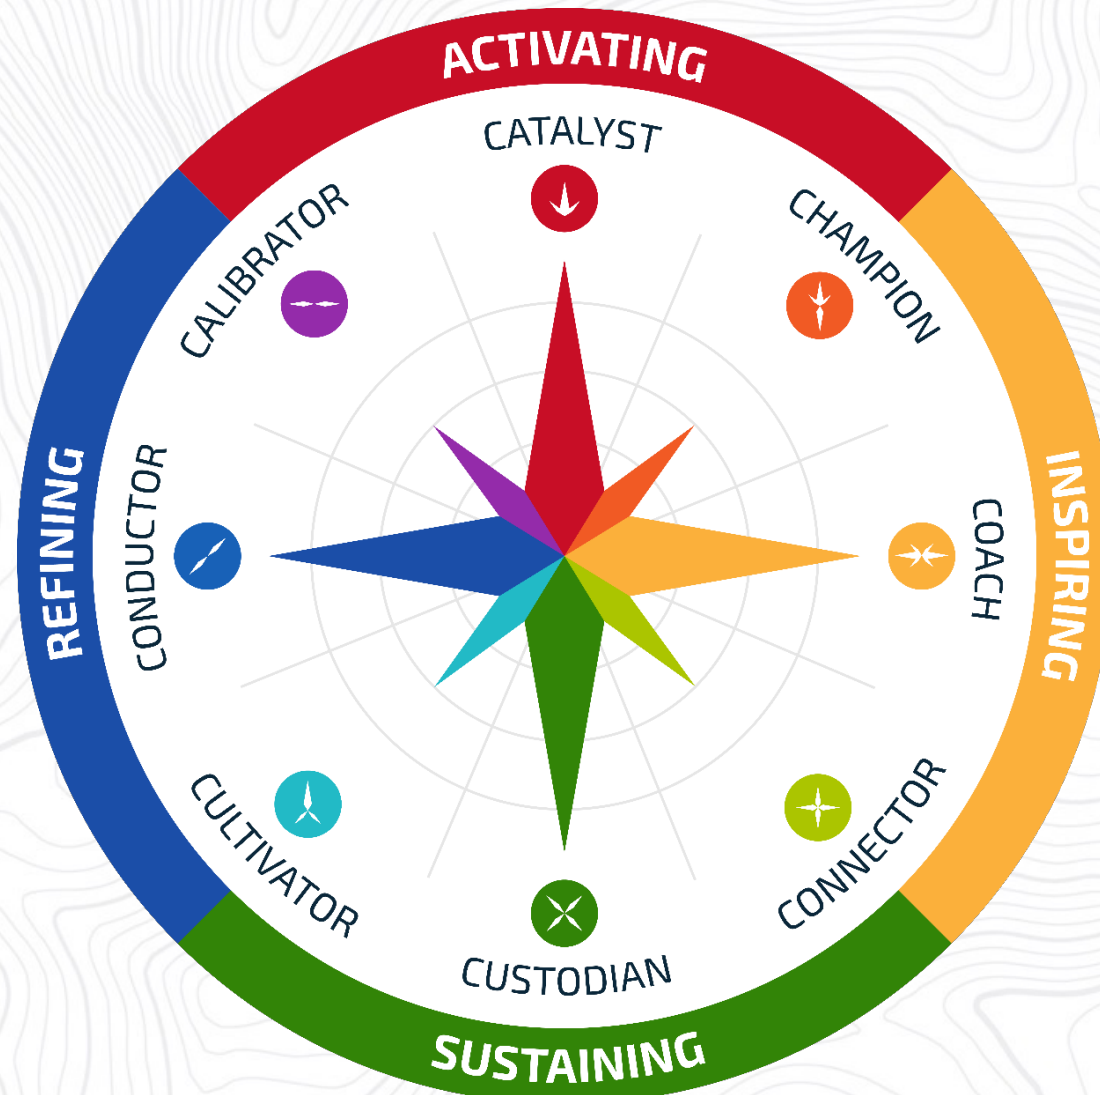 ACTIVATING
CATALYST
CHAMPION
CALIBRATOR
INSPIRING
COACH
CONDUCTOR
REFINING
CONNECTOR
CULTIVATOR
CUSTODIAN
SUSTAINING